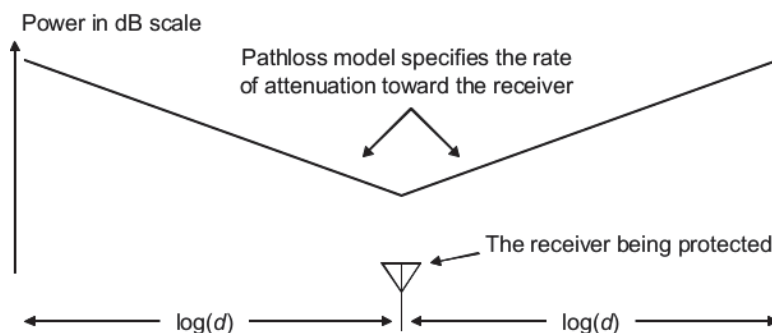 Power in dB scale
Pathloss model specifies the rate
of attenuation toward the receiver
The receiver being protected
log(d)
log(d)